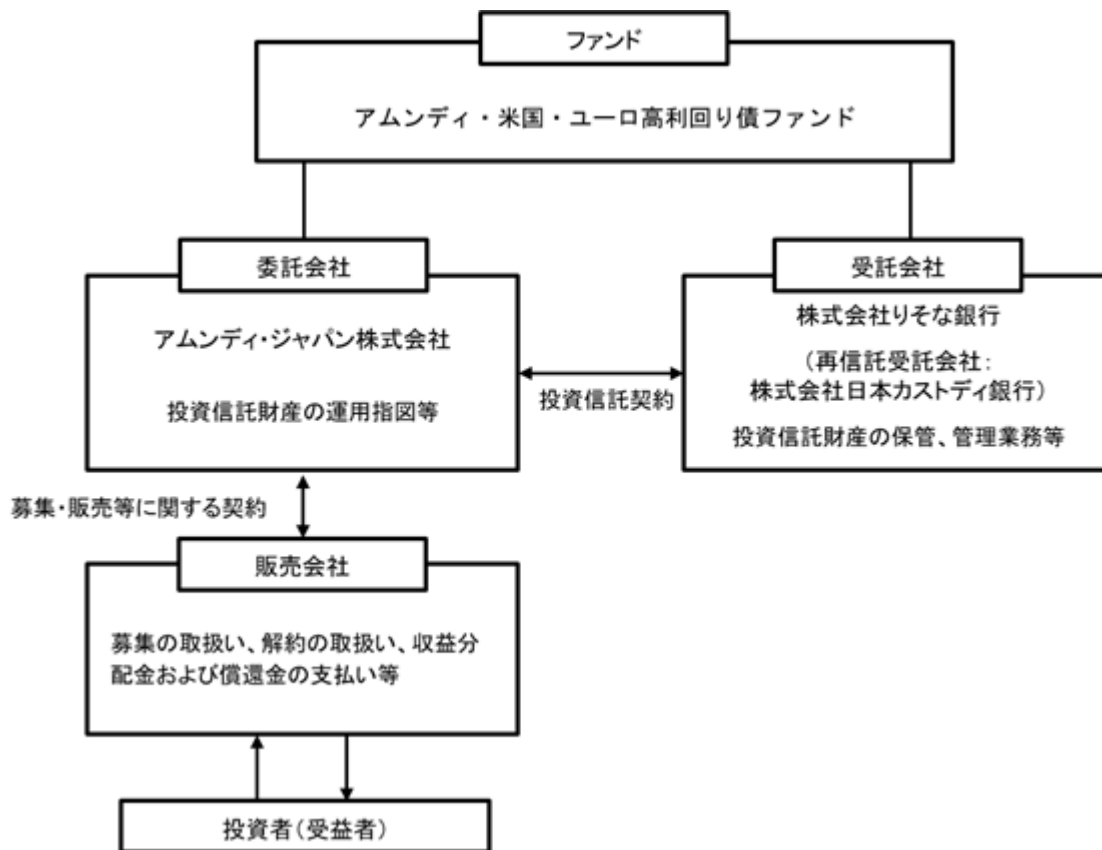 ファンド
アムンディ・米国・ユーロ高利回り債ファンド
委託会社
アムンディ・ジャパン株式会社
投資信託財産の運用指図等
投資信託契約
受託会社
株式会社りそな銀行
（再信託受託会社：
株式会社日本カストディ銀行）
投資信託財産の保管、管理業務等
募集・販売等に関する契約
販売会社
募集の取扱い、解約の取扱い、収益分
配金および償還金の支払い等
投資者（受益者）